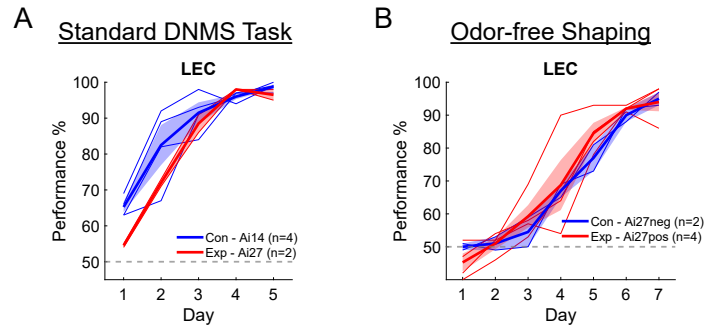 A
Standard DNMS Task
LEC
Performance %
100
90
80
70
60
50
Con - Ai14 (n=4)
Exp - Ai27 (n=2)
1 2 3 4 5
Day
B
Odor-free Shaping
LEC
Performance %
100
90
80
70
60
50
40
Con - Ai27neg (n=2)
Exp - Ai27pos (n=4)
1 2 3 4 5 6 7
Day